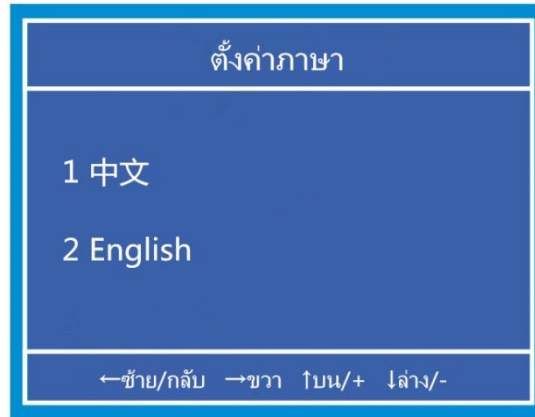 ตั้งค่าภาษา
1 中文
2 English
←ซ้าย/กลับ →ขวา ↑บน/+ ↓ล่าง/-